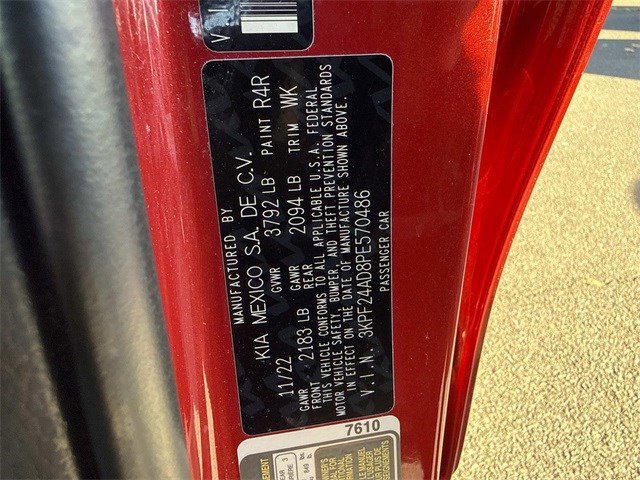 V
MANUFACTURED BY
KIA MEXICO S.A. DE C.V.
11/22 GVWR 3792 LB PAINT R4R
GAWR FRONT 2183 LB GAWR REAR 2094 LB TRIM WK
THIS VEHICLE CONFORMS TO ALL APPLICABLE U.S.A. FEDERAL
MOTOR VEHICLE SAFETY, BUMPER, AND THEFT PREVENTION STANDARDS
IN EFFECT ON THE DATE OF MANUFACTURE SHOWN ABOVE.
V.I.N. 3KPF24AD8PE570486
PASSENGER CAR
7610